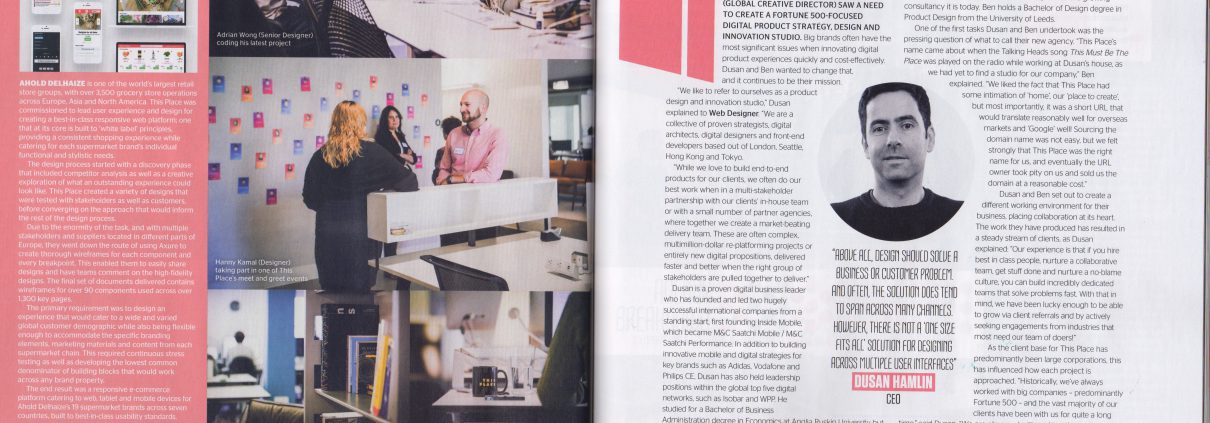 Adrian Wong (Senior Designer)
coding his latest project
AHOLD DELHAIZE is one of the world's largest retail
store groups, with over 3,500 grocery store operations
across Europe, Asia and North America. This Place was
commissioned to lead user experience and design for
creating a best-in-class responsive web platform; one
that at its core is built to 'white label' principles,
providing a consistent shopping experience while
catering for each supermarket brand's individual
functional and stylistic needs.
The design process started with a discovery phase
that included competitor analysis as well as a creative
exploration of what an outstanding experience could
look like. This Place created a variety of designs that
were tested with stakeholders as well as customers,
before converging on the approach that would inform
the rest of the design process.
Due to the enormity of the task, and with multiple
stakeholders and suppliers located in different parts of
Europe, they went down the route of using Axure to
create thorough wireframes for each component and
every breakpoint. This enabled them to easily share
designs and have teams comment on the high-fidelity
designs. The final set of documents delivered contains
wireframes for over 90 components used across over
1,300 key pages.
The primary requirement was to design an
experience that would cater to a wide and varied
global customer demographic while also being flexible
enough to accommodate the specific branding
elements, marketing materials and content from each
supermarket chain. This required continuous stress
testing as well as developing the lowest common
denominator of building blocks that would work
across any brand property.
The end result was a responsive e-commerce
platform catering to web, tablet and mobile devices for
Ahold Delhaize's 19 supermarket brands across seven
countries, built to best-in-class usability standards.
Hanny Kamal (Designer)
taking part in one of This
Place's meet and greet events
THIS
PLACE
(GLOBAL CREATIVE DIRECTOR) SAW A NEED
TO CREATE A FORTUNE 500-FOCUSED
DIGITAL PRODUCT STRATEGY, DESIGN AND
INNOVATION STUDIO. Big brands often have the
most significant issues when innovating digital
product experiences quickly and cost-effectively.
Dusan and Ben wanted to change that,
and it continues to be their mission.
"We like to refer to ourselves as a product
design and innovation studio," Dusan
explained to Web Designer. "We are a
collective of proven strategists, digital
architects, digital designers and front-end
developers based out of London, Seattle,
Hong Kong and Tokyo.
"While we love to build end-to-end
products for our clients, we often do our
best work when in a multi-stakeholder
partnership with our clients' in-house team
or with a small number of partner agencies,
where together we create a market-beating
delivery team. These are often complex,
multimillion-dollar re-platforming projects or
entirely new digital propositions, delivered
faster and better when the right group of
stakeholders are pulled together to deliver."
Dusan is a proven digital business leader
who has founded and led two hugely
successful international companies from a
standing start, first founding Inside Mobile,
which became M&C Saatchi Mobile / M&C
Saatchi Performance. In addition to building
innovative mobile and digital strategies for
key brands such as Adidas, Vodafone and
Philips CE, Dusan has also held leadership
positions within the global top five digital
networks, such as Isobar and WPP. He
studied for a Bachelor of Business
Administration degree in Economics at Anglia Ruskin University, but
"ABOVE ALL, DESIGN SHOULD SOLVE A
BUSINESS OR CUSTOMER PROBLEM.
AND OFTEN, THE SOLUTION DOES TEND
TO SPAN ACROSS MANY CHANNELS.
HOWEVER, THERE IS NOT A 'ONE SIZE
FITS ALL' SOLUTION FOR DESIGNING
ACROSS MULTIPLE USER INTERFACES"
DUSAN HAMLIN
CEO
consultancy it is today. Ben holds a Bachelor of Design degree in
Product Design from the University of Leeds.
One of the first tasks Dusan and Ben undertook was the
pressing question of what to call their new agency. "This Place's
name came about when the Talking Heads song This Must Be The
Place was played on the radio while working at Dusan's house, as
we had yet to find a studio for our company," Ben
explained. "We liked the fact that This Place had
some intimation of 'home', our 'place to create',
but most importantly, it was a short URL that
would translate reasonably well for overseas
markets and 'Google' well! Sourcing the
domain name was not easy, but we felt
strongly that This Place was the right
name for us, and eventually the URL
owner took pity on us and sold us the
domain at a reasonable cost."
Dusan and Ben set out to create a
different working environment for their
business, placing collaboration at its heart.
The work they have produced has resulted in
a steady stream of clients, as Dusan
explained: "Our experience is that if you hire
best in class people, nurture a collaborative
team, get stuff done and nurture a no-blame
culture, you can build incredibly dedicated
teams that solve problems fast. With that in
mind, we have been lucky enough to be able
to grow via client referrals and by actively
seeking engagements from industries that
most need our team of doers!"
As the client base for This Place has
predominantly been large corporations, this
has influenced how each project is
approached. "Historically, we've always
worked with big companies – predominantly
Fortune 500 – and the vast majority of our
clients have been with us for quite a long